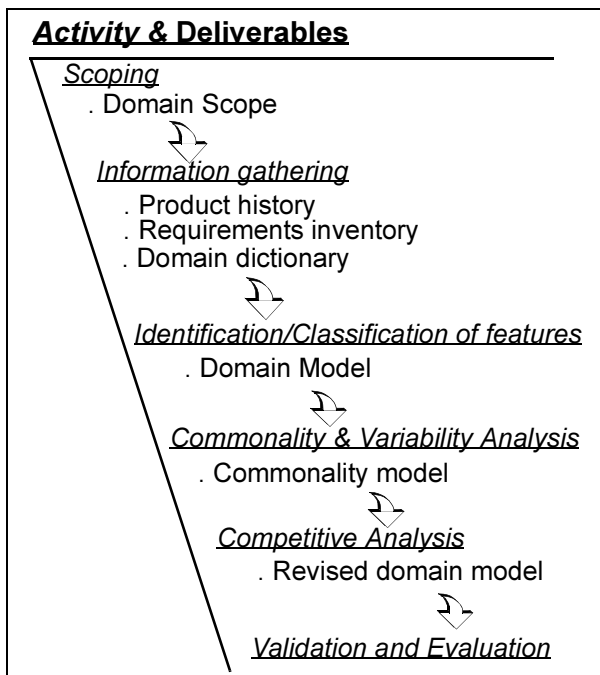 Activity & Deliverables
Scoping
. Domain Scope
Information gathering
. Product history
. Requirements inventory
. Domain dictionary
Identification/Classification of features
. Domain Model
Commonality & Variability Analysis
. Commonality model
Competitive Analysis
. Revised domain model
Validation and Evaluation